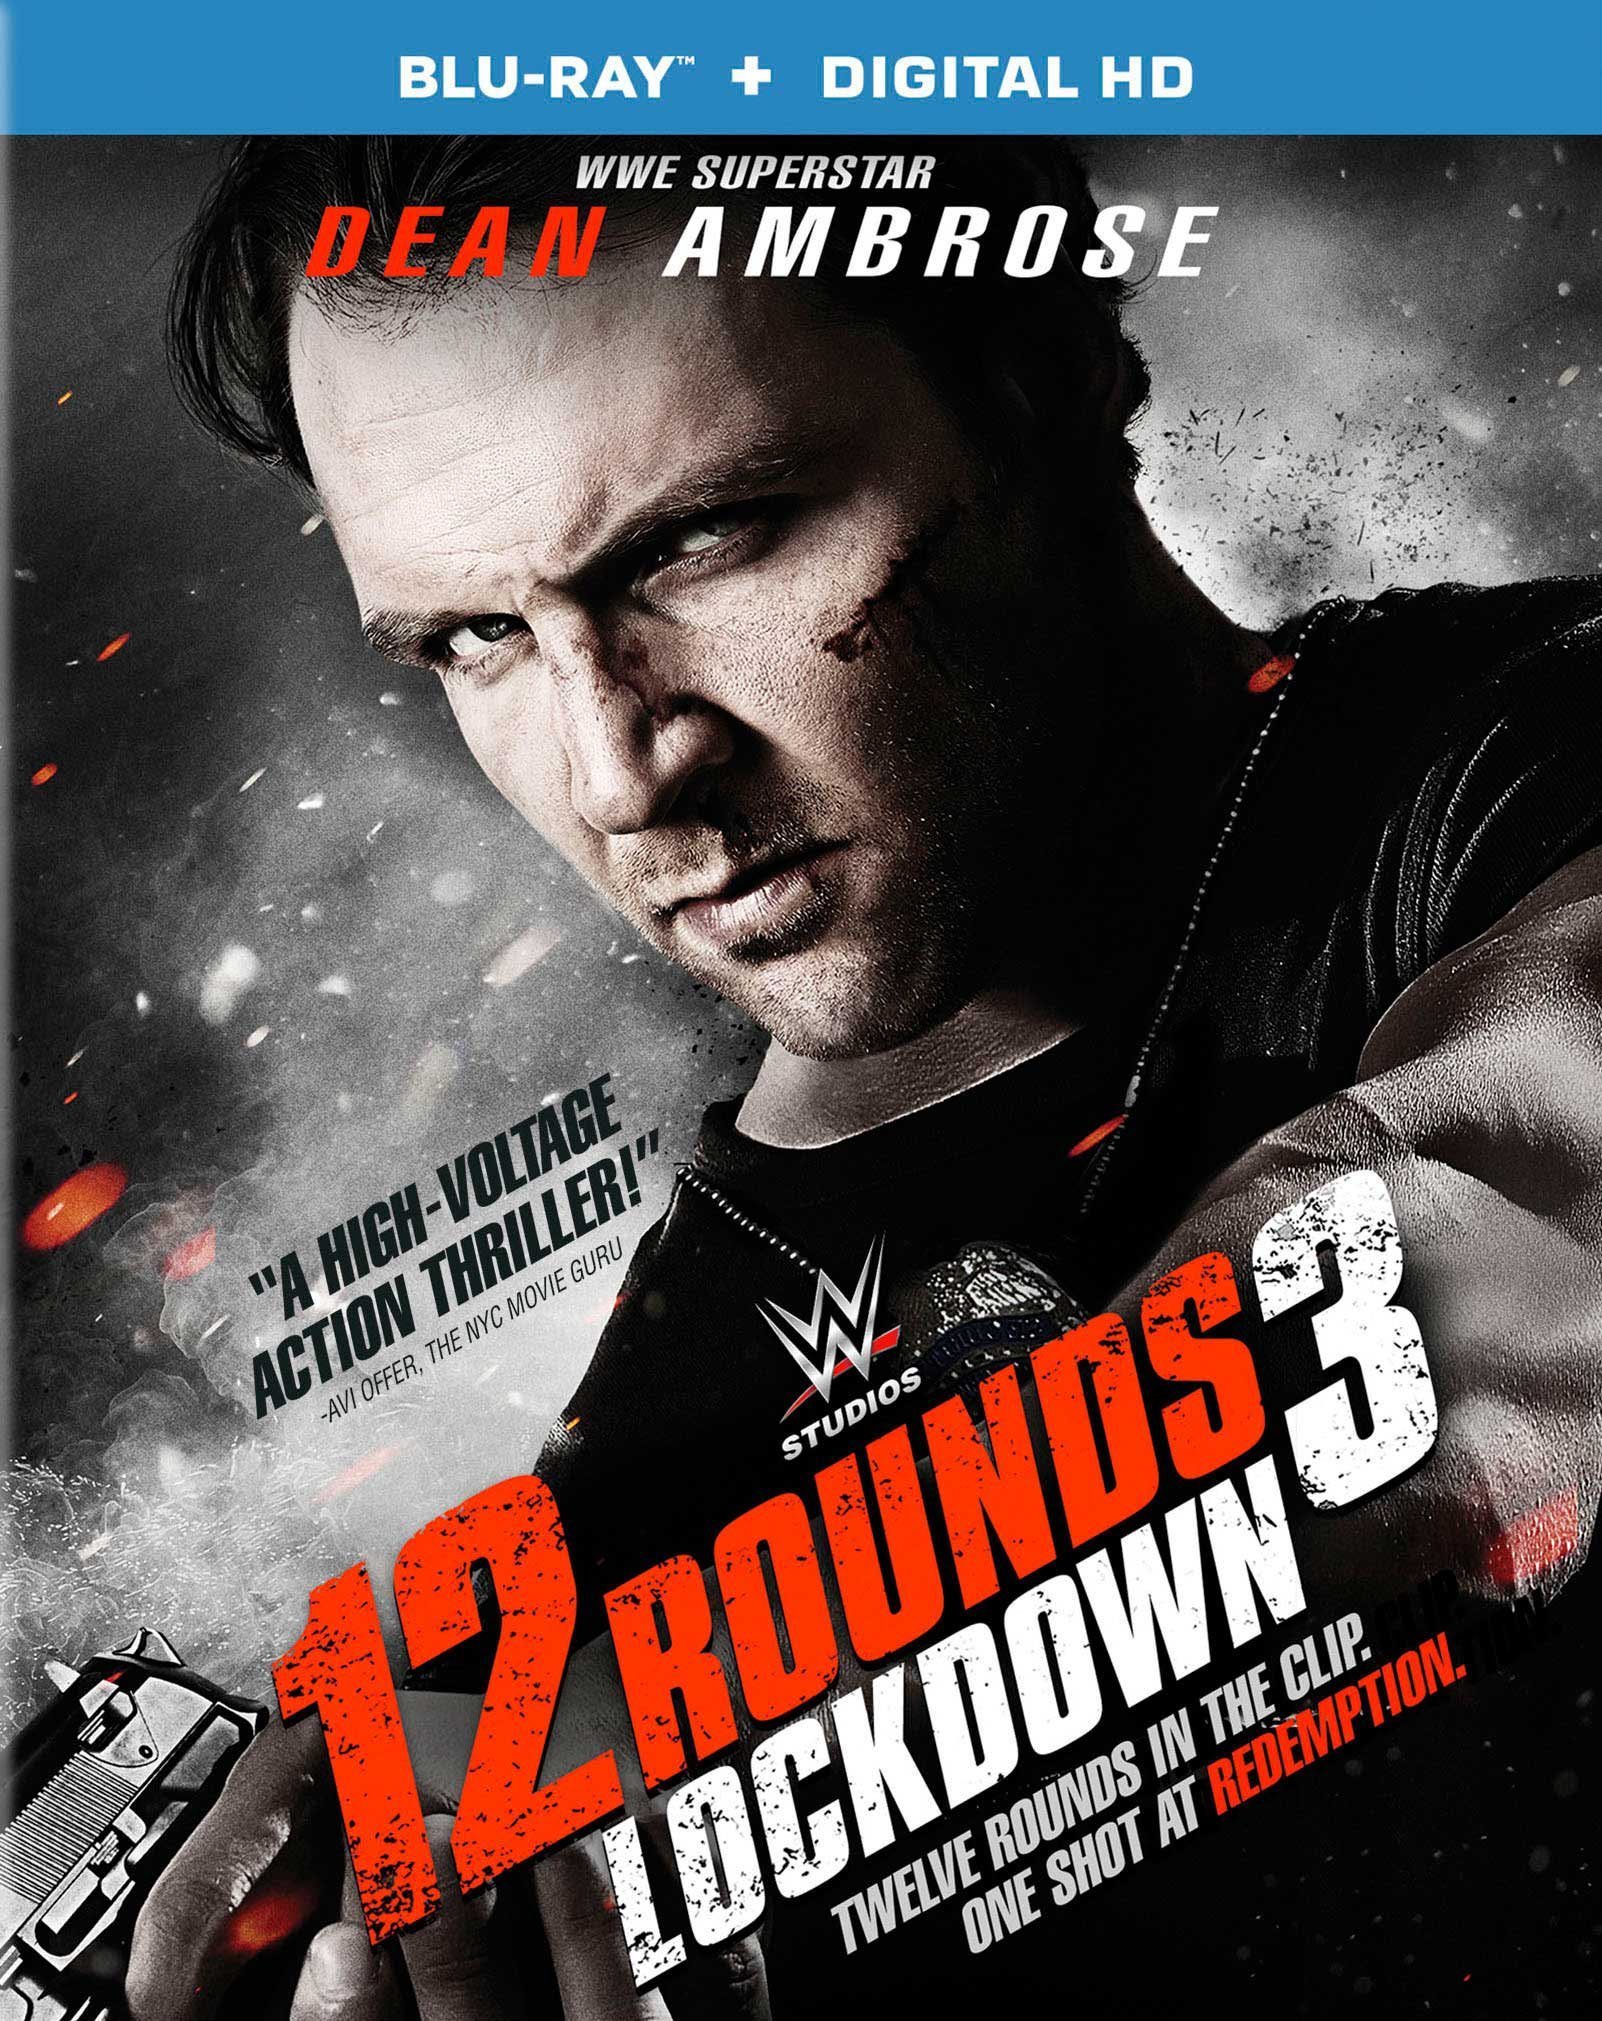 BLU-RAY™ + DIGITAL HD
WWE SUPERSTAR
DEAN AMBROSE
"A HIGH-VOLTAGE
ACTION THRILLER!"
-AVI OFFER, THE NYC MOVIE GURU
W
STUDIOS
12 ROUNDS 3
LOCKDOWN
TWELVE ROUNDS IN THE CLIP.
ONE SHOT AT REDEMPTION.